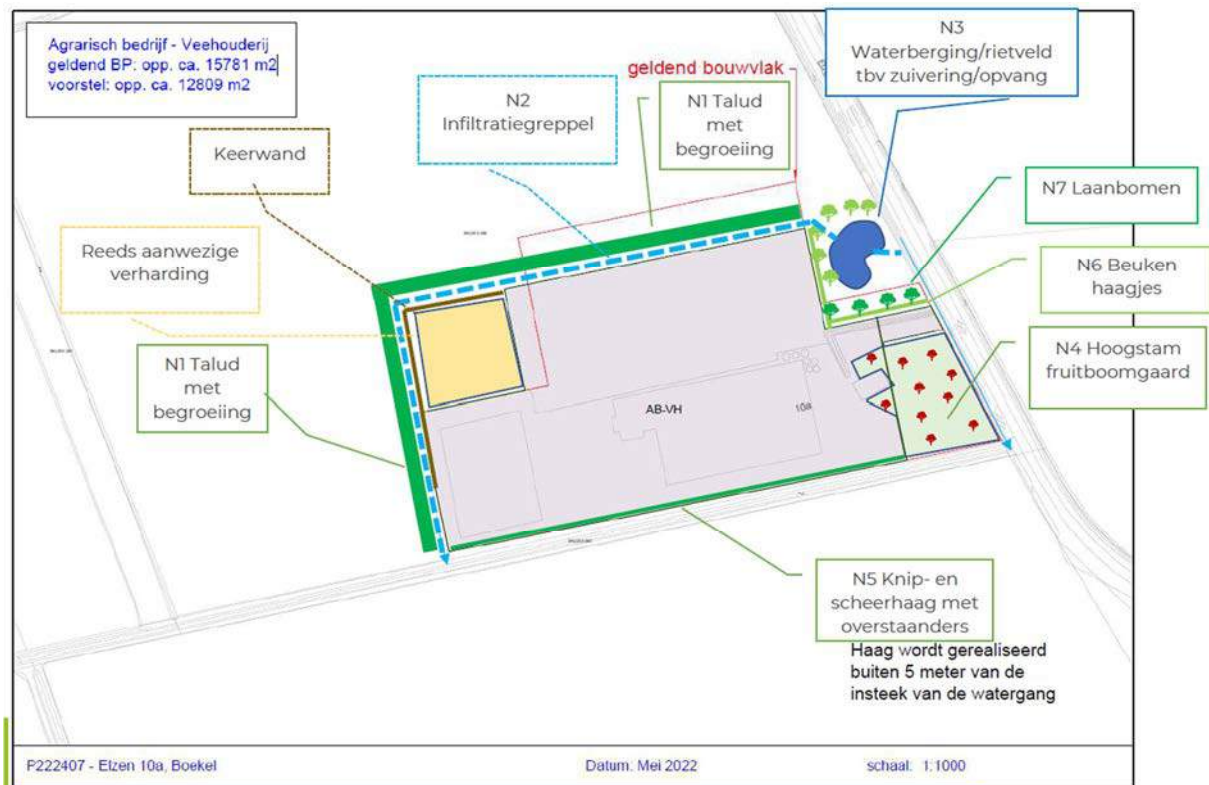 Agrarisch bedrijf - Veehouderij
geldend BP: opp. ca. 15781 m2
voorstel: opp. ca. 12809 m2
N3
Waterberging/rietveld
tbv zuivering/opvang
geldend bouwvlak
N2
Infiltratiegreppel
N1 Talud
met
begroeiing
Keerwand
N7 Laanbomen
Reeds aanwezige
verharding
N6 Beuken
haagjes
N1 Talud
met
begroeiing
N4 Hoogstam
fruitboomgaard
AB-VH
10a
N5 Knip- en
scheerhaag met
overstaanders
Haag wordt gerealiseerd
buiten 5 meter van de
insteek van de watergang
P222407 - Elzen 10a, Boekel
Datum: Mei 2022
schaal: 1:1000